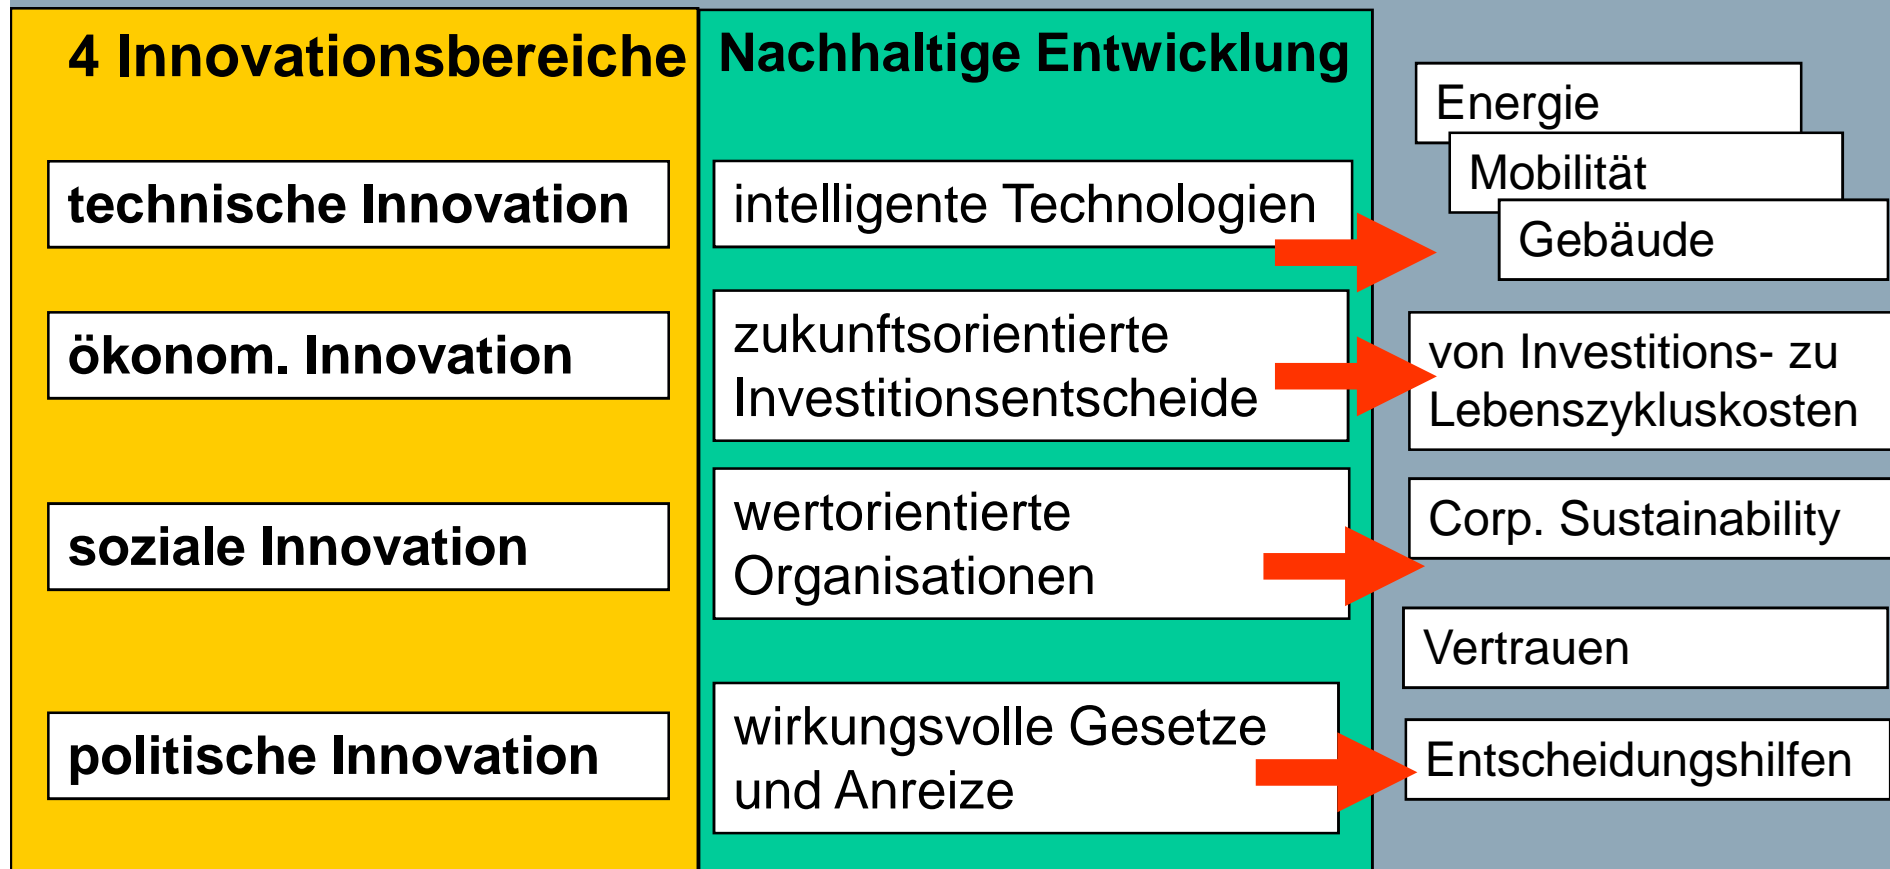 4 Innovationsbereiche
technische Innovation
ökonom. Innovation
soziale Innovation
politische Innovation
Nachhaltige Entwicklung
intelligente Technologien
zukunftsorientierte
Investitionsentscheide
wertorientierte
Organisationen
wirkungsvolle Gesetze
und Anreize
Energie
Mobilität
Gebäude
von Investitions- zu
Lebenszykluskosten
Corp. Sustainability
Vertrauen
Entscheidungshilfen